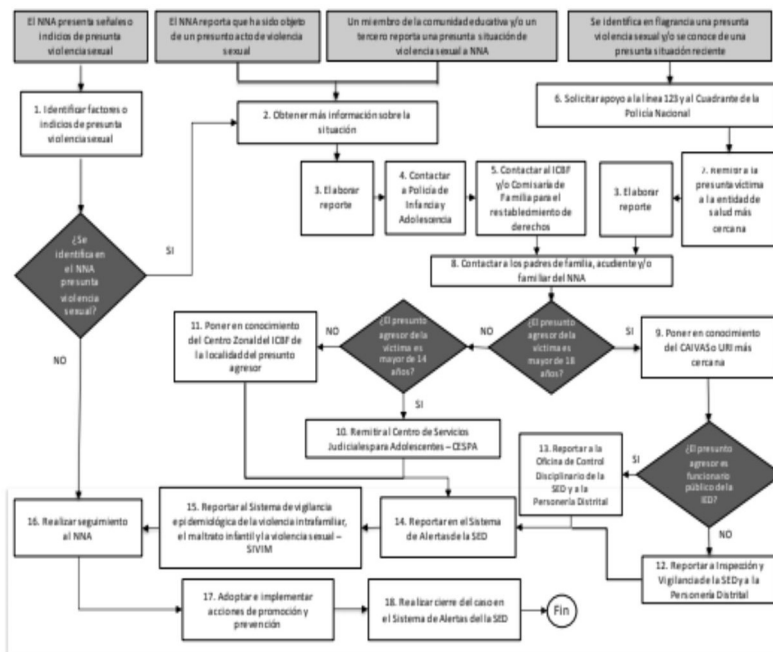 El NNA presenta señales o
indicios de presunta
violencia sexual
El NNA reporta que ha sido objeto
de un presunto acto de violencia
sexual
Un miembro de la comunidad educativa y/o un
tercero reporta una presunta situación de
violencia sexual a NNA
Se identifica en flagrancia una presunta
violencia sexual y/o se conoce de una
presunta situación reciente
1. Identificar factores o
indicios de presunta
violencia sexual
2. Obtener más información sobre la
situación
6. Solicitar apoyo a la línea 123 y al Cuadrante de la
Policía Nacional
3. Elaborar
reporte
4. Contactar
a Policía de
Infancia y
Adolescencia
5. Contactar al ICBF
y/o Comisaría de
Familia para el
restablecimiento de
derechos
3. Elaborar
reporte
7. Remitir a la
presunta víctima
a la entidad de
salud más
cercana
¿Se
identifica en
el NNA
presunta
violencia
sexual?
SI
NO
8. Contactar a los padres de familia, acudiente y/o
familiar del NNA
11. Poner en conocimiento
del Centro Zonal del ICBF de
la localidad del presunto
agresor
NO
¿El presunto
agresor de la
víctima es
mayor de 14
años?
NO
¿El presunto
agresor de la
víctima es
mayor de 18
años?
SI
9. Poner en conocimiento
del CAIVAS o URI más
cercana
SI
10. Remitir al Centro de Servicios
Judiciales para Adolescentes – CESPA
13. Reportar a la
Oficina de Control
Disciplinario de la
SED y a la
Personería Distrital
SI
¿El presunto
agresor es
funcionario
público de la
IED?
NO
16. Realizar seguimiento
al NNA
15. Reportar al Sistema de vigilancia
epidemiológica de la violencia intrafamiliar,
el maltrato infantil y la violencia sexual –
SIVIM
14. Reportar en el Sistema
de Alertas de la SED
12. Reportar a Inspección y
Vigilancia de la SED y a la
Personería Distrital
17. Adoptar e implementar
acciones de promoción y
prevención
18. Realizar cierre del caso en
el Sistema de Alertas del la SED
Fin